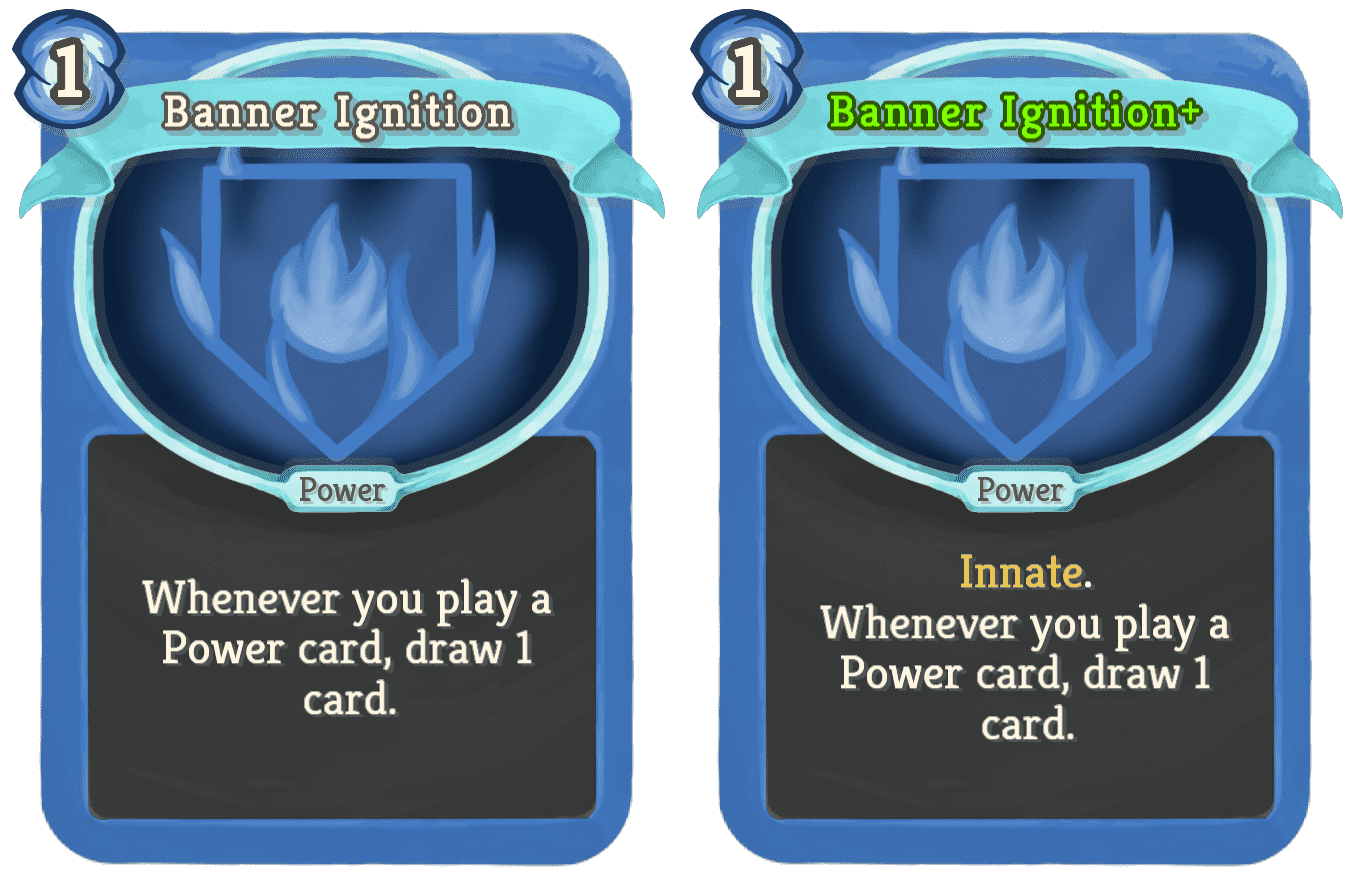 1
Banner Ignition
Power
Whenever you play a
Power card, draw 1
card.
1
Banner Ignition+
Power
Innate.
Whenever you play a
Power card, draw 1
card.